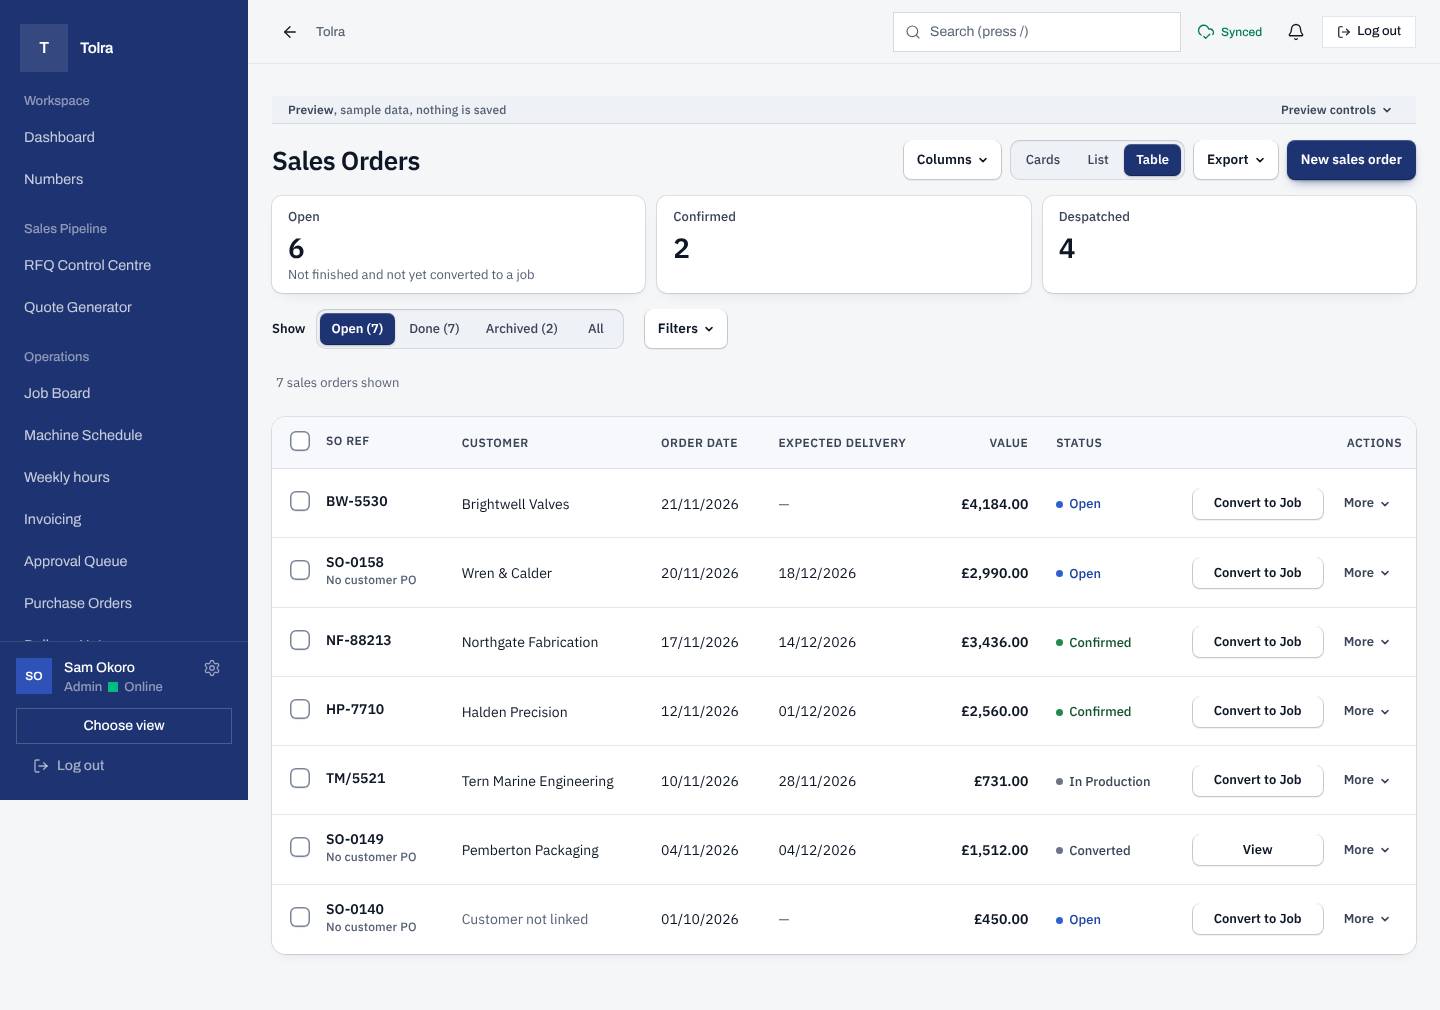 T Tolra
Workspace
Dashboard
Numbers
Sales Pipeline
RFQ Control Centre
Quote Generator
Operations
Job Board
Machine Schedule
Weekly hours
Invoicing
Approval Queue
Purchase Orders
SO Sam Okoro
Admin Online
Choose view
Log out
Tolra
Search (press /)
Synced
Log out
Preview, sample data, nothing is saved
Preview controls
Sales Orders
Columns
Cards List Table
Export
New sales order
Open
6
Not finished and not yet converted to a job
Confirmed
2
Despatched
4
Show Open (7) Done (7) Archived (2) All
Filters
7 sales orders shown
SO REF CUSTOMER ORDER DATE EXPECTED DELIVERY VALUE STATUS ACTIONS
BW-5530 Brightwell Valves 21/11/2026 — £4,184.00 Open Convert to Job More
SO-0158 Wren & Calder 20/11/2026 18/12/2026 £2,990.00 Open Convert to Job More
No customer PO
NF-88213 Northgate Fabrication 17/11/2026 14/12/2026 £3,436.00 Confirmed Convert to Job More
HP-7710 Halden Precision 12/11/2026 01/12/2026 £2,560.00 Confirmed Convert to Job More
TM/5521 Tern Marine Engineering 10/11/2026 28/11/2026 £731.00 In Production Convert to Job More
SO-0149 Pemberton Packaging 04/11/2026 04/12/2026 £1,512.00 Converted View More
No customer PO
SO-0140 Customer not linked 01/10/2026 — £450.00 Open Convert to Job More
No customer PO